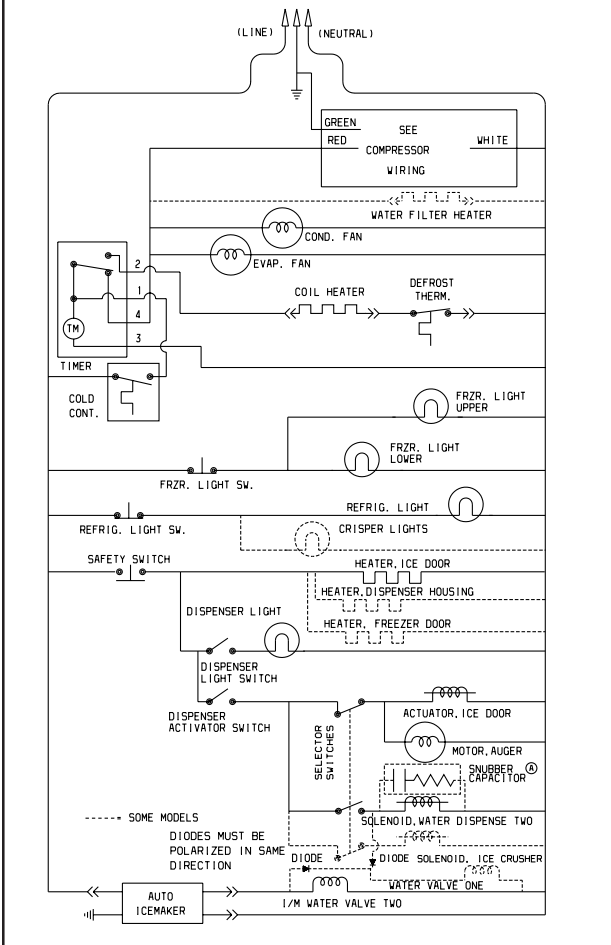 (LINE)
(NEUTRAL)
GREEN
RED
SEE
COMPRESSOR
WIRING
WHITE
WATER FILTER HEATER
COND. FAN
EVAP. FAN
2
1
4
3
TM
TIMER
COIL HEATER
DEFROST
THERM.
COLD
CONT.
FRZR. LIGHT
UPPER
FRZR. LIGHT
LOWER
FRZR. LIGHT SW.
REFRIG. LIGHT
REFRIG. LIGHT SW.
CRISPER LIGHTS
SAFETY SWITCH
HEATER, ICE DOOR
HEATER, DISPENSER HOUSING
DISPENSER LIGHT
HEATER, FREEZER DOOR
DISPENSER
LIGHT SWITCH
DISPENSER
ACTIVATOR SWITCH
SELECTOR
SWITCHES
ACTUATOR, ICE DOOR
MOTOR, AUGER
SNUBBER
CAPACITOR
A
SOLENOID, WATER DISPENSE TWO
---- SOME MODELS
DIODES MUST BE
POLARIZED IN SAME
DIRECTION
DIODE
DIODE
SOLENOID, ICE CRUSHER
WATER VALVE ONE
AUTO
ICEMAKER
I/M WATER VALVE TWO